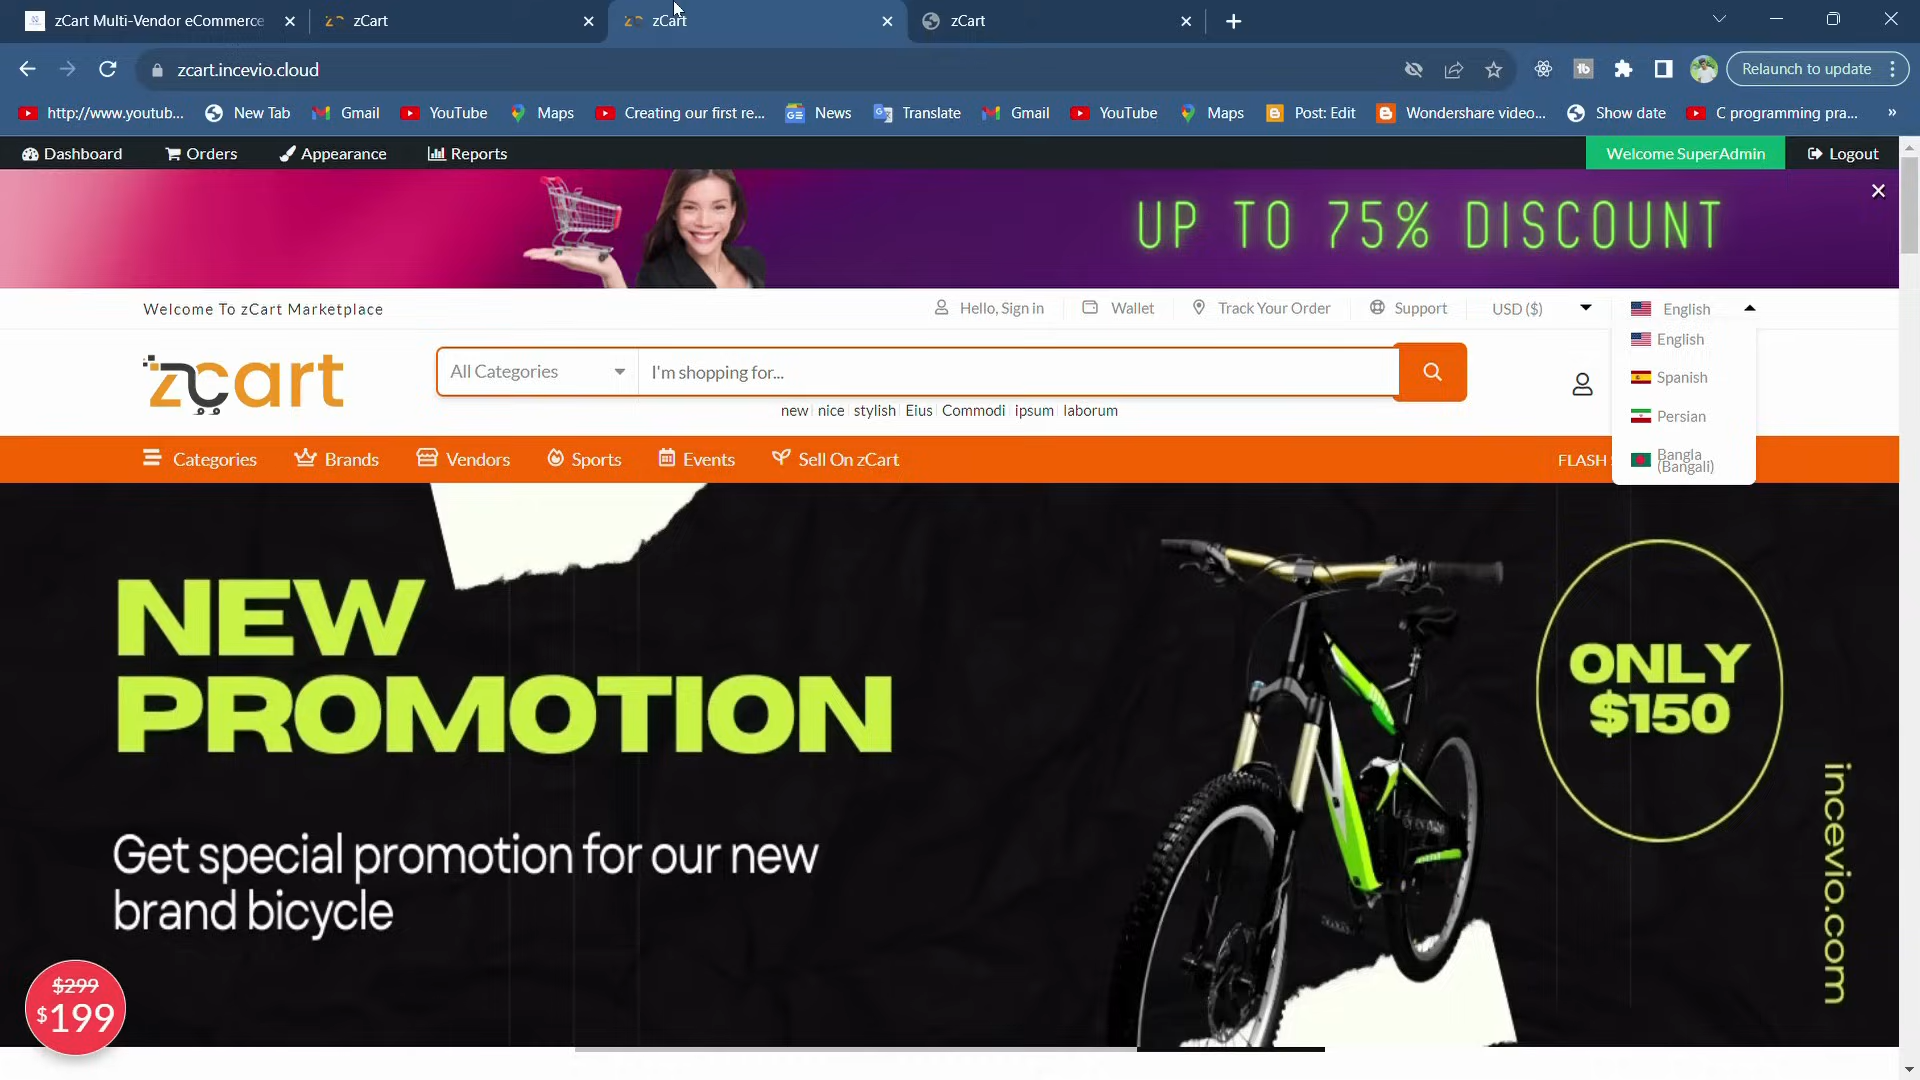 zCart Multi-Vendor eCommerce
zCart
zCart
zCart
zcart.incevio.cloud
Relaunch to update
http://www.youtub...
New Tab
Gmail
YouTube
Maps
Creating our first re...
News
Translate
Gmail
YouTube
Maps
Post: Edit
Wondershare video...
Show date
C programming pra...
»
Dashboard
Orders
Appearance
Reports
Welcome SuperAdmin
Logout
UP TO 75% DISCOUNT
Welcome To zCart Marketplace
Hello, Sign in
Wallet
Track Your Order
Support
USD ($)
English
English
Spanish
Persian
Bangla
(Bangali)
zcart
All Categories
I'm shopping for...
new nice stylish Eius Commodi ipsum laborum
Categories
Brands
Vendors
Sports
Events
Sell On zCart
FLASH
NEW
PROMOTION
Get special promotion for our new
brand bicycle
ONLY
$150
incevio.com
$299
$199